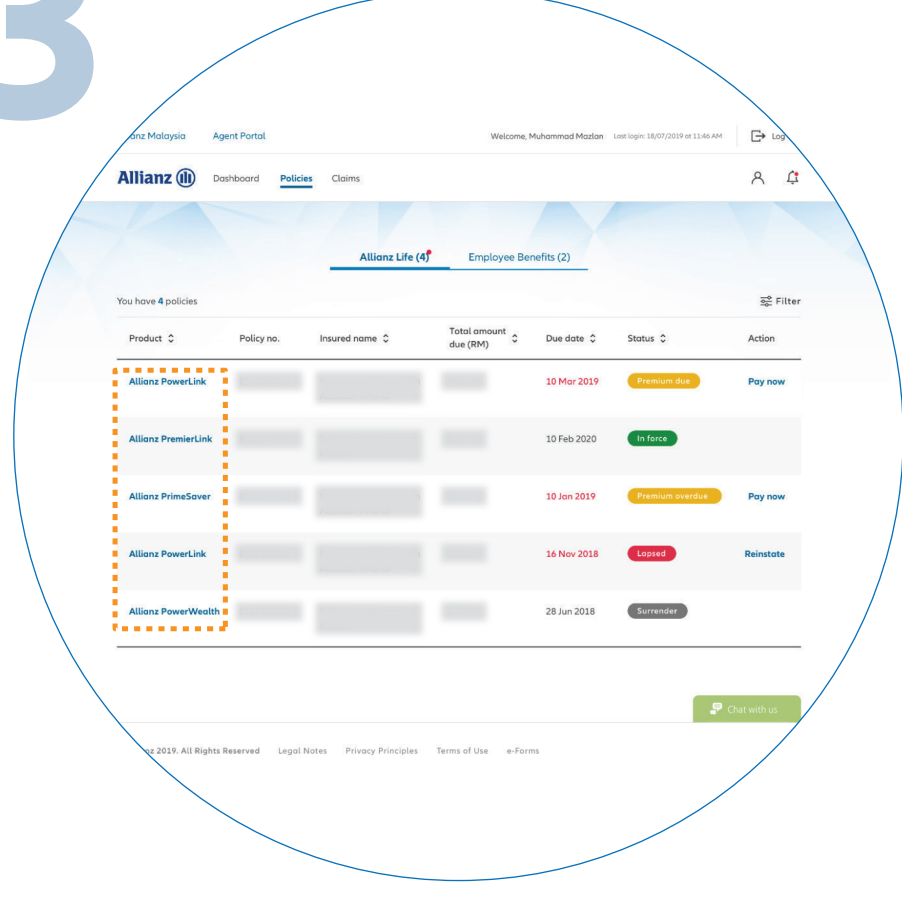 3
anz Malaysia Agent Portal Welcome, Muhammad Mazlan Last login: 18/07/2019 at 11:46 AM Log
Allianz Dashboard Policies Claims
Allianz Life (4) Employee Benefits (2)
You have 4 policies Filter
Product Policy no. Insured name Total amount due (RM) Due date Status Action
Allianz PowerLink 10 Mar 2019 Premium due Pay now
Allianz PremierLink 10 Feb 2020 In force
Allianz PrimeSaver 10 Jan 2019 Premium overdue Pay now
Allianz PowerLink 16 Nov 2018 Lapsed Reinstate
Allianz PowerWealth 28 Jun 2018 Surrender
Chat with us
nz 2019. All Rights Reserved Legal Notes Privacy Principles Terms of Use e-Forms